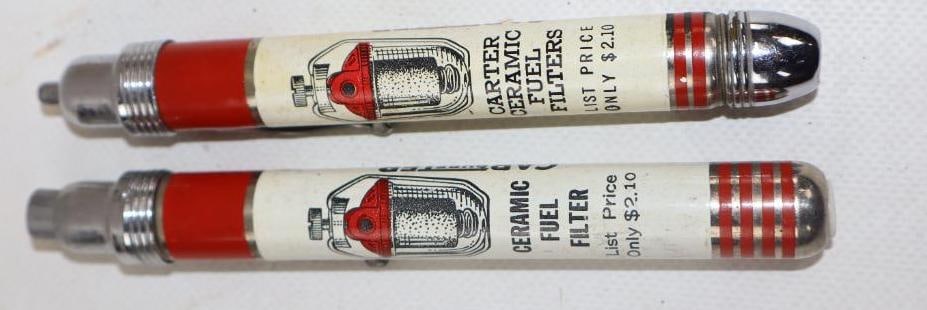 CARTER
CERAMIC
FUEL
FILTERS
LIST PRICE
ONLY $2.10
CERAMIC
FUEL
FILTER
List Price
Only $2.10